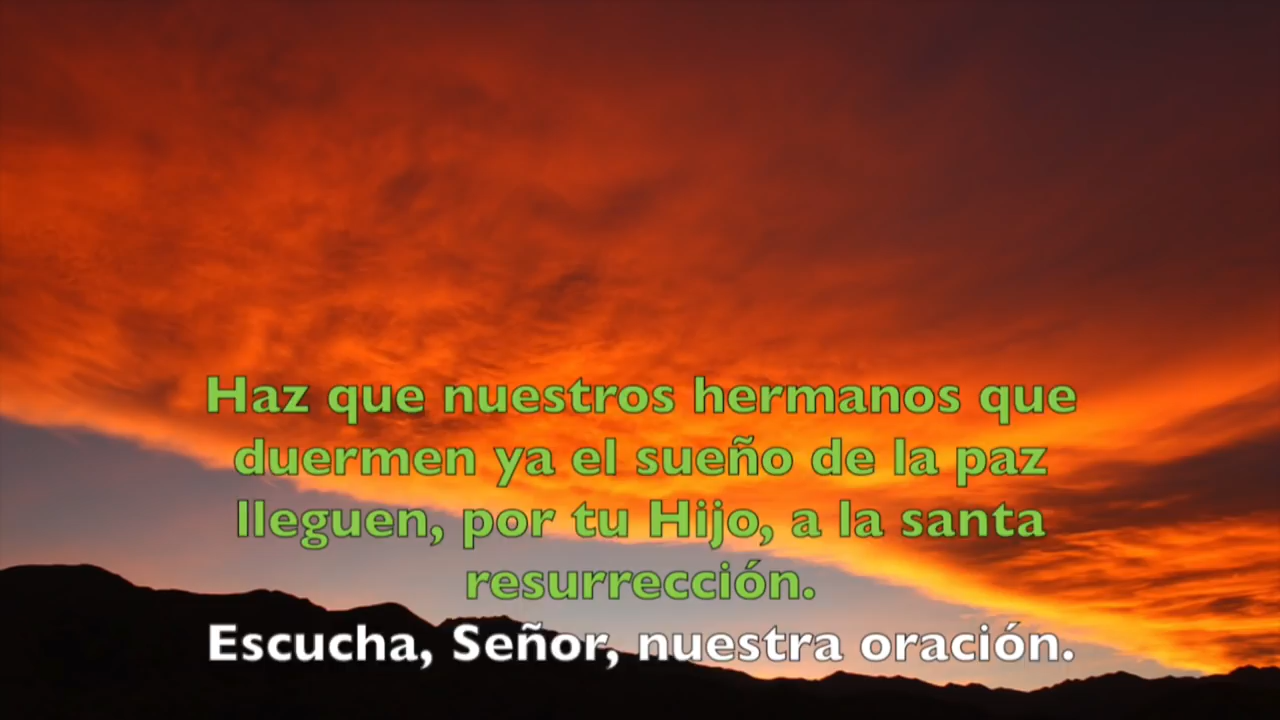 Haz que nuestros hermanos que
duermen ya el sueño de la paz
lleguen, por tu Hijo, a la santa
resurrección.
Escucha, Señor, nuestra oración.